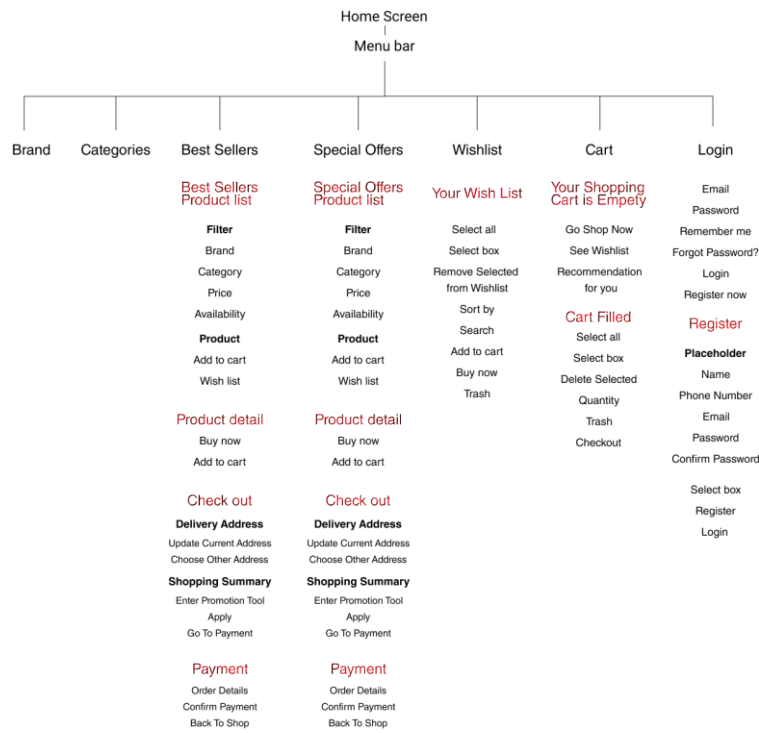 Home Screen
Menu bar
Brand
Categories
Best Sellers
Special Offers
Wishlist
Cart
Login
Best Sellers
Product list
Filter
Brand
Category
Price
Availability
Product
Add to cart
Wish list
Product detail
Buy now
Add to cart
Check out
Delivery Address
Update Current Address
Choose Other Address
Shopping Summary
Enter Promotion Tool
Apply
Go To Payment
Payment
Order Details
Confirm Payment
Back To Shop
Special Offers
Product list
Filter
Brand
Category
Price
Availability
Product
Add to cart
Wish list
Product detail
Buy now
Add to cart
Check out
Delivery Address
Update Current Address
Choose Other Address
Shopping Summary
Enter Promotion Tool
Apply
Go To Payment
Payment
Order Details
Confirm Payment
Back To Shop
Your Wish List
Select all
Select box
Remove Selected
from Wishlist
Sort by
Search
Add to cart
Buy now
Trash
Your Shopping
Cart is Empety
Go Shop Now
See Wishlist
Recommendation
for you
Cart Filled
Select all
Select box
Delete Selected
Quantity
Trash
Checkout
Email
Password
Remember me
Forgot Password?
Login
Register now
Register
Placeholder
Name
Phone Number
Email
Password
Confirm Password
Select box
Register
Login